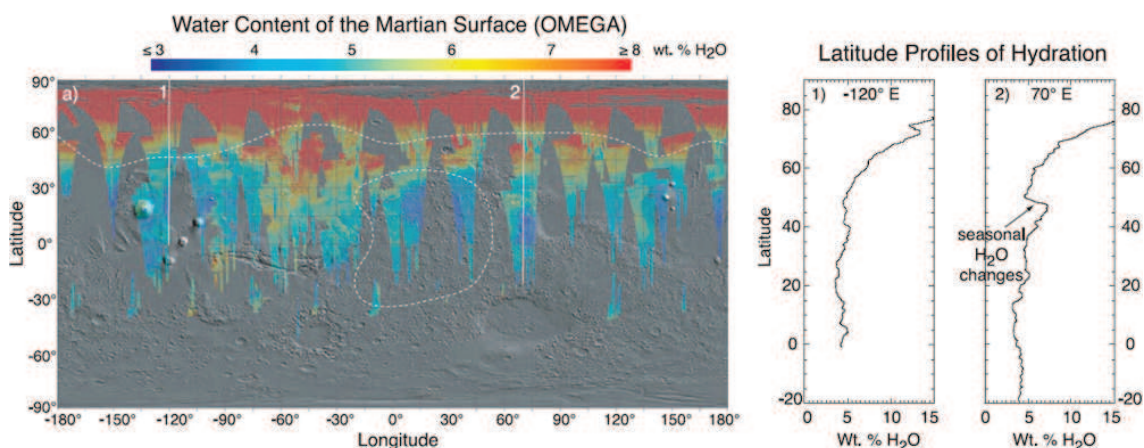 Water Content of the Martian Surface (OMEGA)
≤ 3 4 5 6 7 ≥ 8 wt. % H₂O
90°
60°
30°
0°
-30°
-60°
-90°
Latitude
a)
1
2
-180° -150° -120° -90° -60° -30° 0° 30° 60° 90° 120° 150° 180°
Longitude
Latitude Profiles of Hydration
1) -120° E
2) 70° E
80
60
40
20
0
-20
Latitude
seasonal
H₂O
changes
80
60
40
20
0
-20
0 5 10 15
0 5 10 15
Wt. % H₂O
Wt. % H₂O